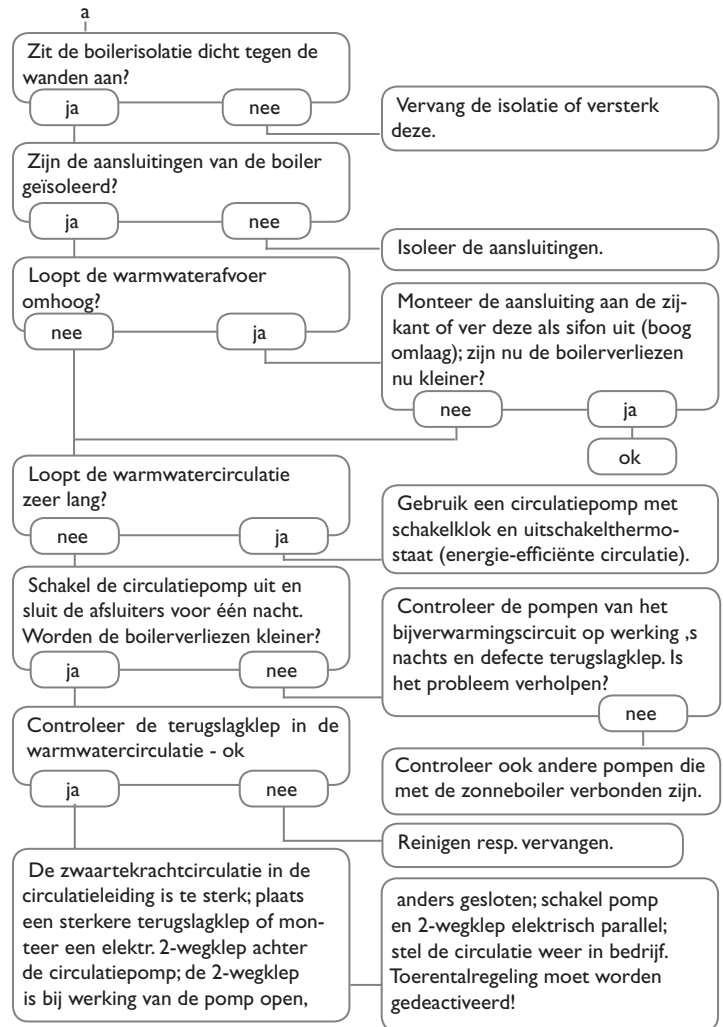 a
Zit de boilerisolatie dicht tegen de
wanden aan?
ja
nee
Vervang de isolatie of versterk
deze.
Zijn de aansluitingen van de boiler
geïsoleerd?
ja
nee
Isoleer de aansluitingen.
Loopt de warmwaterafvoer
omhoog?
nee
ja
Monteer de aansluiting aan de zij-
kant of ver deze als sifon uit (boog
omlaag); zijn nu de boilerverliezen
nu kleiner?
nee
ja
ok
Loopt de warmwatercirculatie
zeer lang?
nee
ja
Gebruik een circulatiepomp met
schakelklok en uitschakelthermo-
staat (energie-efficiënte circulatie).
Schakel de circulatiepomp uit en
sluit de afsluiters voor één nacht.
Worden de boilerverliezen kleiner?
ja
nee
Controleer de pompen van het
bijverwarmingscircuit op werking ,s
nachts en defecte terugslagklep. Is
het probleem verholpen?
nee
Controleer ook andere pompen die
met de zonneboiler verbonden zijn.
Controleer de terugslagklep in de
warmwatercirculatie - ok
ja
nee
Reinigen resp. vervangen.
De zwaartekrachtcirculatie in de
circulatieleiding is te sterk; plaats
een sterkere terugslagklep of mon-
teer een elektr. 2-wegklep achter
de circulatiepomp; de 2-wegklep
is bij werking van de pomp open,
anders gesloten; schakel pomp
en 2-wegklep elektrisch parallel;
stel de circulatie weer in bedrijf.
Toerentalregeling moet worden
gedeactiveerd!